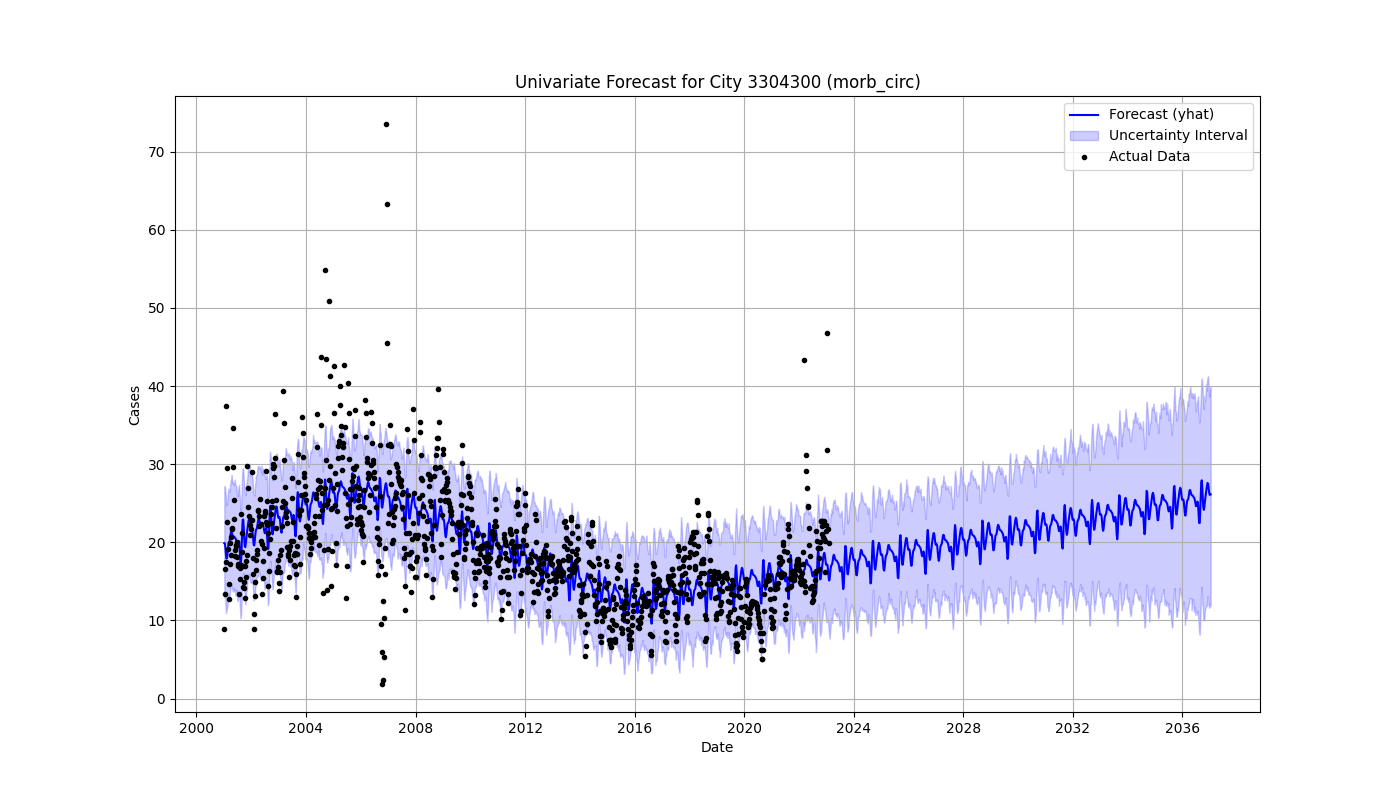 Univariate Forecast for City 3304300 (morb_circ)
Forecast (yhat)
Uncertainty Interval
Actual Data
Cases
70
60
50
40
30
20
10
0
2000 2004 2008 2012 2016 2020 2024 2028 2032 2036
Date